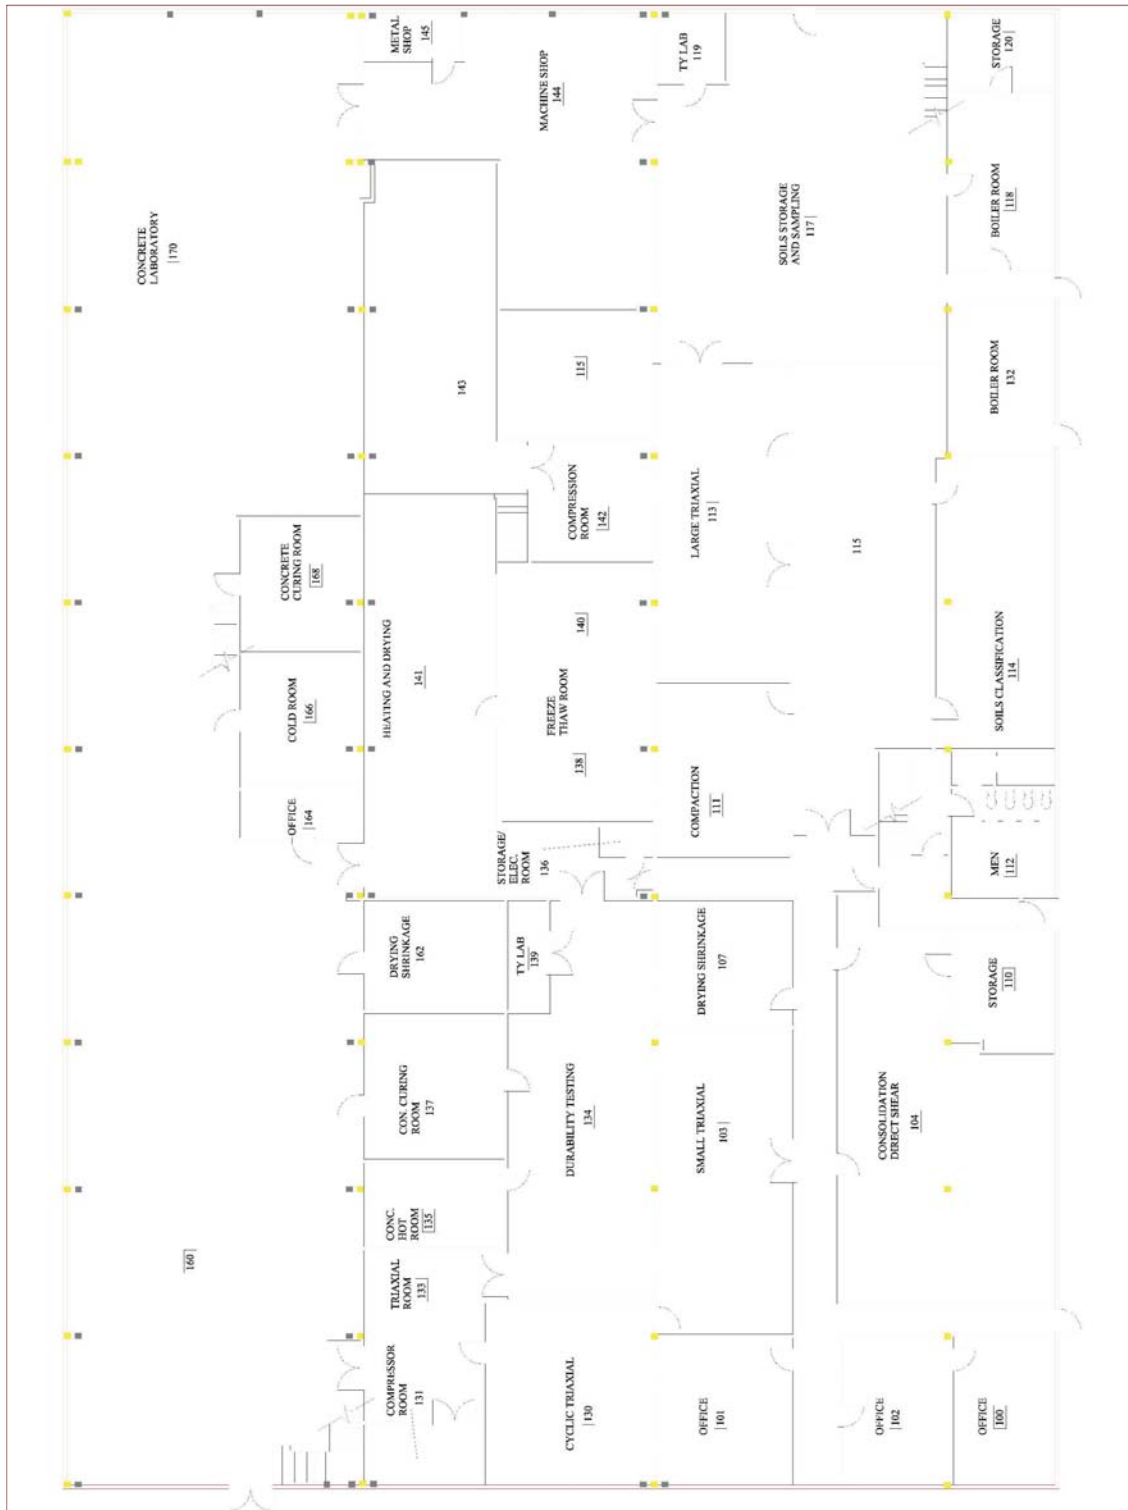 METAL
SHOP
145
MACHINE SHOP
144
TY LAB
119
STORAGE
120
CONCRETE
LABORATORY
170
SOILS STORAGE
AND SAMPLING
117
BOILER ROOM
118
143
115
BOILER ROOM
132
CONCRETE
CURING ROOM
168
COMPRESSION
ROOM
142
LARGE TRIAXIAL
113
115
COLD ROOM
166
HEATING AND DRYING
141
140
FREEZE
THAW ROOM
138
SOILS CLASSIFICATION
114
OFFICE
164
STORAGE/
ELEC.
ROOM
136
COMPACTION
111
MEN
112
DRYING
SHRINKAGE
162
TY LAB
139
DRYING SHRINKAGE
107
STORAGE
110
CON. CURING
ROOM
137
DURABILITY TESTING
134
SMALL TRIAXIAL
103
CONSOLIDATION
DIRECT SHEAR
104
160
CONC.
HOT
ROOM
135
TRIAXIAL
ROOM
133
COMPRESSOR
ROOM
131
CYCLIC TRIAXIAL
130
OFFICE
101
OFFICE
102
OFFICE
100